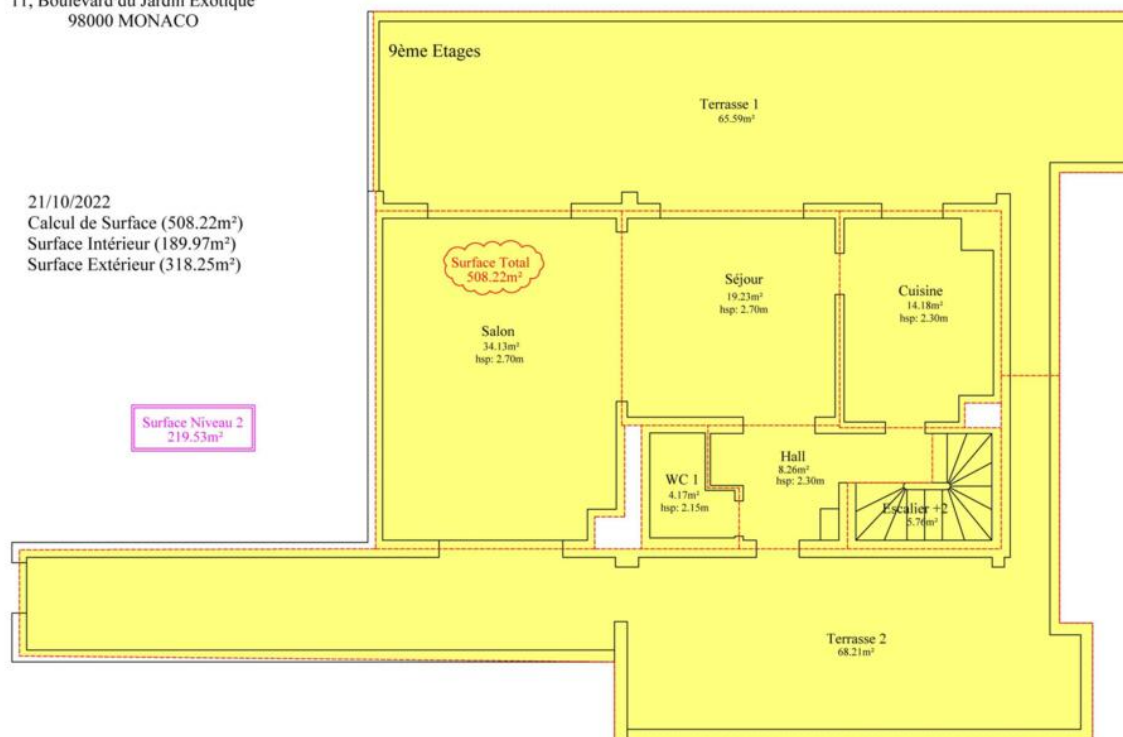 11, Boulevard du Jardin Exotique
98000 MONACO
9ème Etages
Terrasse 1
65.59m²
21/10/2022
Calcul de Surface (508.22m²)
Surface Intérieur (189.97m²)
Surface Extérieur (318.25m²)
Surface Total
508.22m²
Séjour
19.23m²
hsp: 2.70m
Cuisine
14.18m²
hsp: 2.30m
Salon
34.13m²
hsp: 2.70m
Surface Niveau 2
219.53m²
Hall
8.26m²
hsp: 2.30m
WC 1
4.17m²
hsp: 2.15m
Escalier +2
5.76m²
Terrasse 2
68.21m²